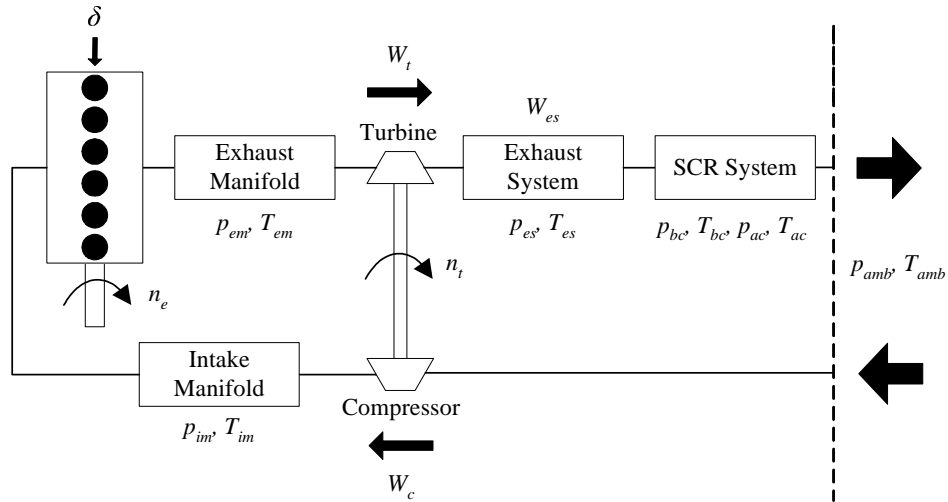 δ
W_t
W_es
Turbine
Exhaust
Manifold
Exhaust
System
SCR System
p_em, T_em
p_es, T_es
p_bc, T_bc, p_ac, T_ac
n_e
n_t
p_amb, T_amb
Intake
Manifold
Compressor
p_im, T_im
W_c